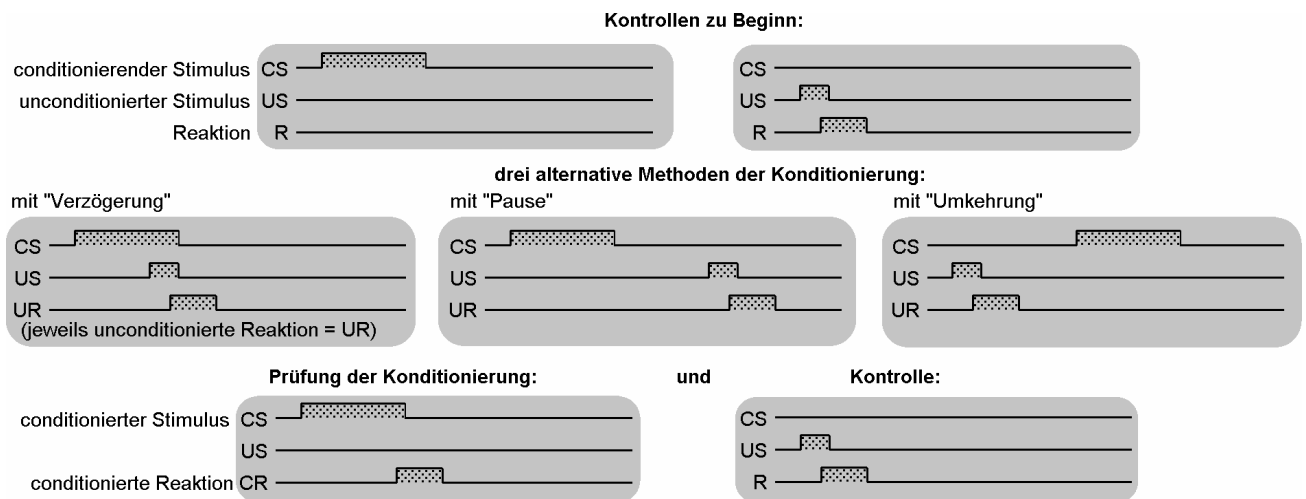 Kontrollen zu Beginn:
conditionierender Stimulus CS
unconditionierter Stimulus US
Reaktion R
CS
US
R
drei alternative Methoden der Konditionierung:
mit "Verzögerung"
CS
US
UR
(jeweils unconditionierte Reaktion = UR)
mit "Pause"
CS
US
UR
mit "Umkehrung"
CS
US
UR
Prüfung der Konditionierung: und Kontrolle:
conditionierter Stimulus CS
US
conditionierte Reaktion CR
CS
US
R